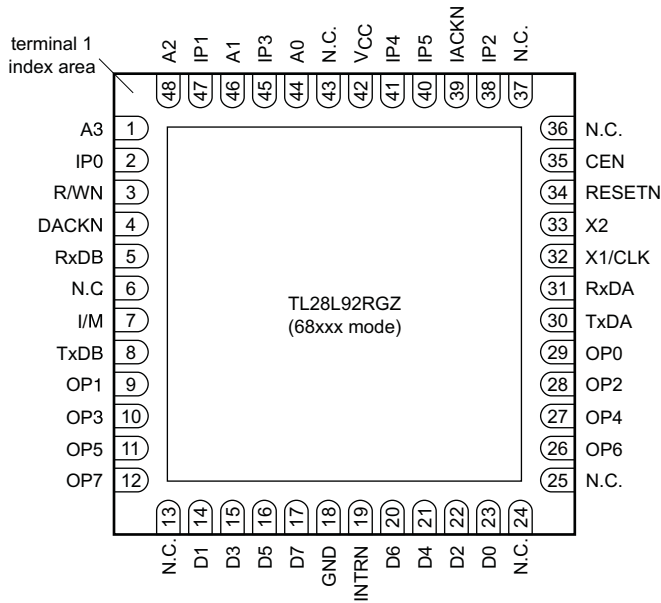 terminal 1
index area
A2
IP1
A1
IP3
A0
N.C.
VCC
IP4
IP5
IACKN
IP2
N.C.
48
47
46
45
44
43
42
41
40
39
38
37
A3 1
IP0 2
R/WN 3
DACKN 4
RxDB 5
N.C 6
I/M 7
TxDB 8
OP1 9
OP3 10
OP5 11
OP7 12
TL28L92RGZ
(68xxx mode)
36 N.C.
35 CEN
34 RESETN
33 X2
32 X1/CLK
31 RxDA
30 TxDA
29 OP0
28 OP2
27 OP4
26 OP6
25 N.C.
13
14
15
16
17
18
19
20
21
22
23
24
N.C.
D1
D3
D5
D7
GND
INTRN
D6
D4
D2
D0
N.C.